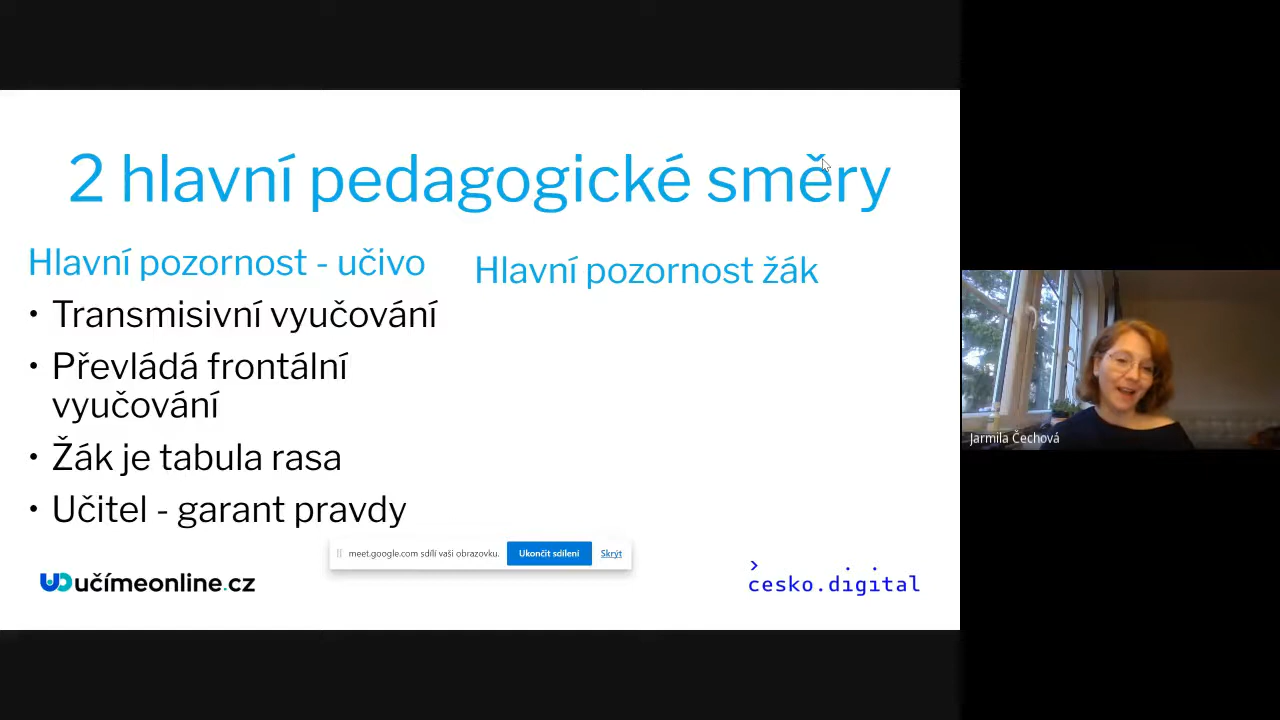 2 hlavní pedagogické směry
Hlavní pozornost - učivo
• Transmisivní vyučování
• Převládá frontální
vyučování
• Žák je tabula rasa
• Učitel - garant pravdy
Hlavní pozornost žák
meet.google.com sdílí vaši obrazovku.
Ukončit sdílení
Skrýt
učímeonline.cz
cesko.digital
Jarmila Čechová